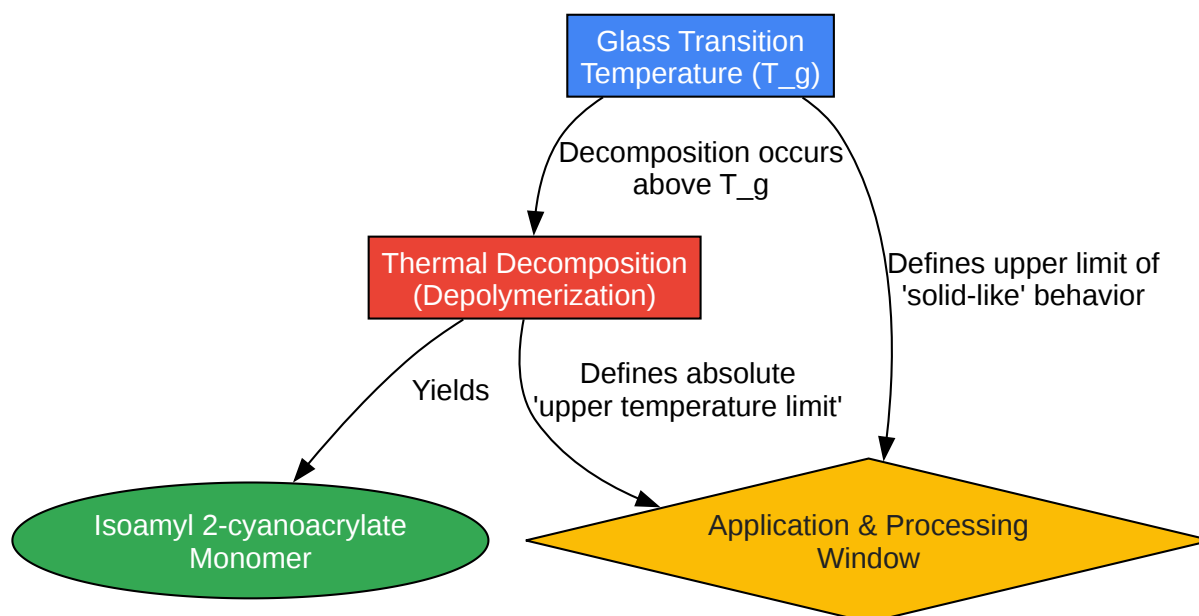 Glass Transition
Temperature (T_g)
Decomposition occurs
above T_g
Thermal Decomposition
(Depolymerization)
Defines upper limit of
'solid-like' behavior
Yields
Defines absolute
'upper temperature limit'
Isoamyl 2-cyanoacrylate
Monomer
Application & Processing
Window